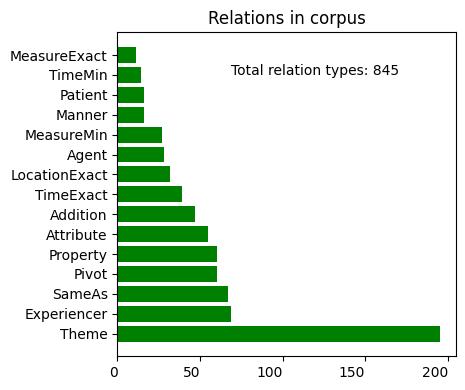 Relations in corpus
MeasureExact
TimeMin
Total relation types: 845
Patient
Manner
MeasureMin
Agent
LocationExact
TimeExact
Addition
Attribute
Property
Pivot
SameAs
Experiencer
Theme
0 50 100 150 200